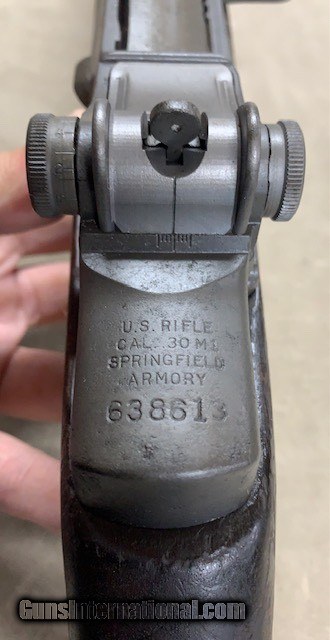 U.S. RIFLE
CAL. .30 M1
SPRINGFIELD
ARMORY
638613
GunsInternational.com